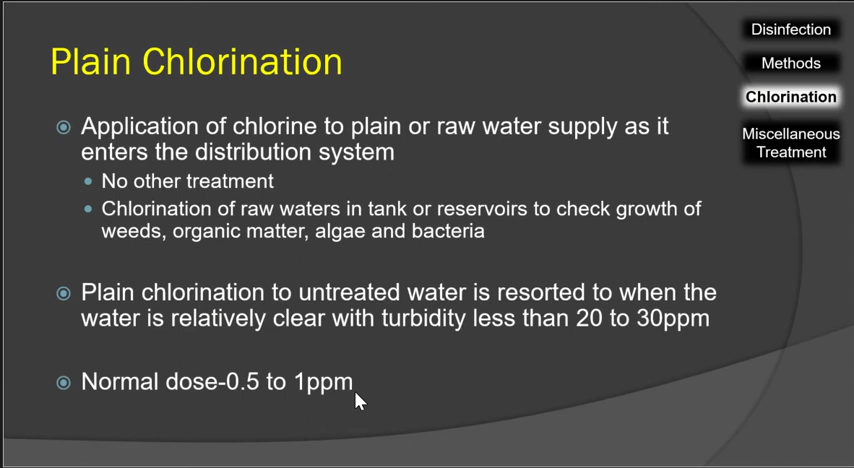 Plain Chlorination
Application of chlorine to plain or raw water supply as it
enters the distribution system
No other treatment
Chlorination of raw waters in tank or reservoirs to check growth of
weeds, organic matter, algae and bacteria
Plain chlorination to untreated water is resorted to when the
water is relatively clear with turbidity less than 20 to 30ppm
Normal dose-0.5 to 1ppm
Disinfection
Methods
Chlorination
Miscellaneous
Treatment